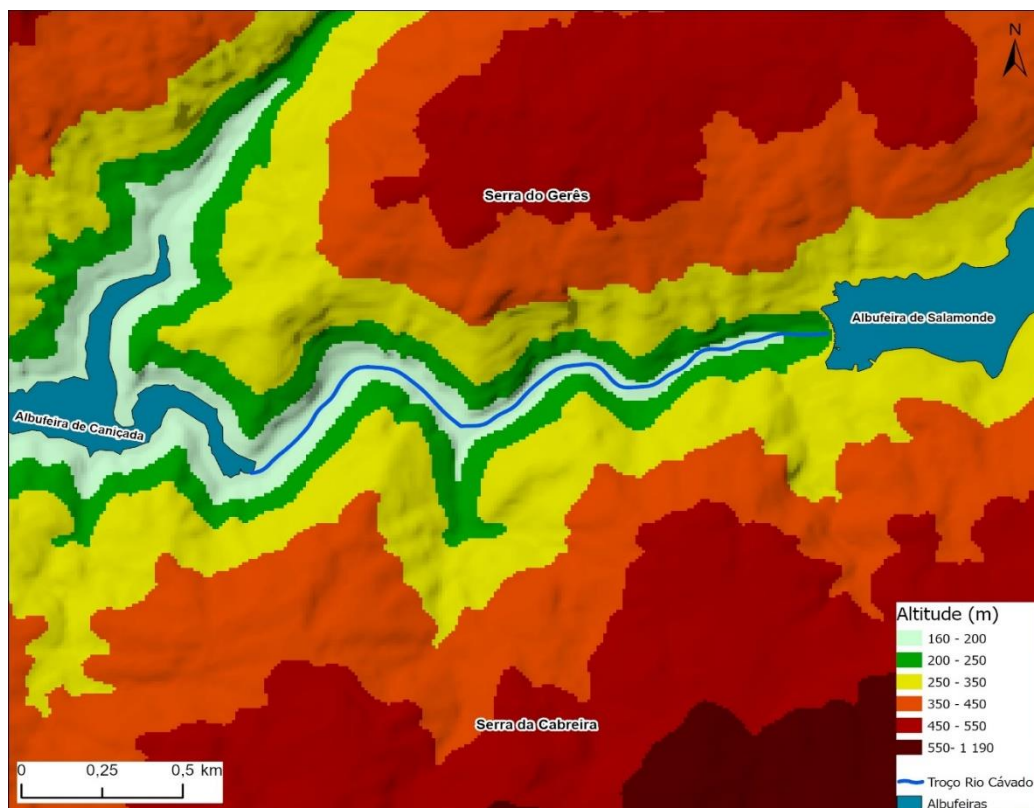 N
Serra do Gerês
Albufeira de Salamonde
Albufeira de Caniçada
Serra da Cabreira
Altitude (m)
160 - 200
200 - 250
250 - 350
350 - 450
450 - 550
550- 1 190
Troço Rio Cávado
Albufeiras
0 0,25 0,5 km